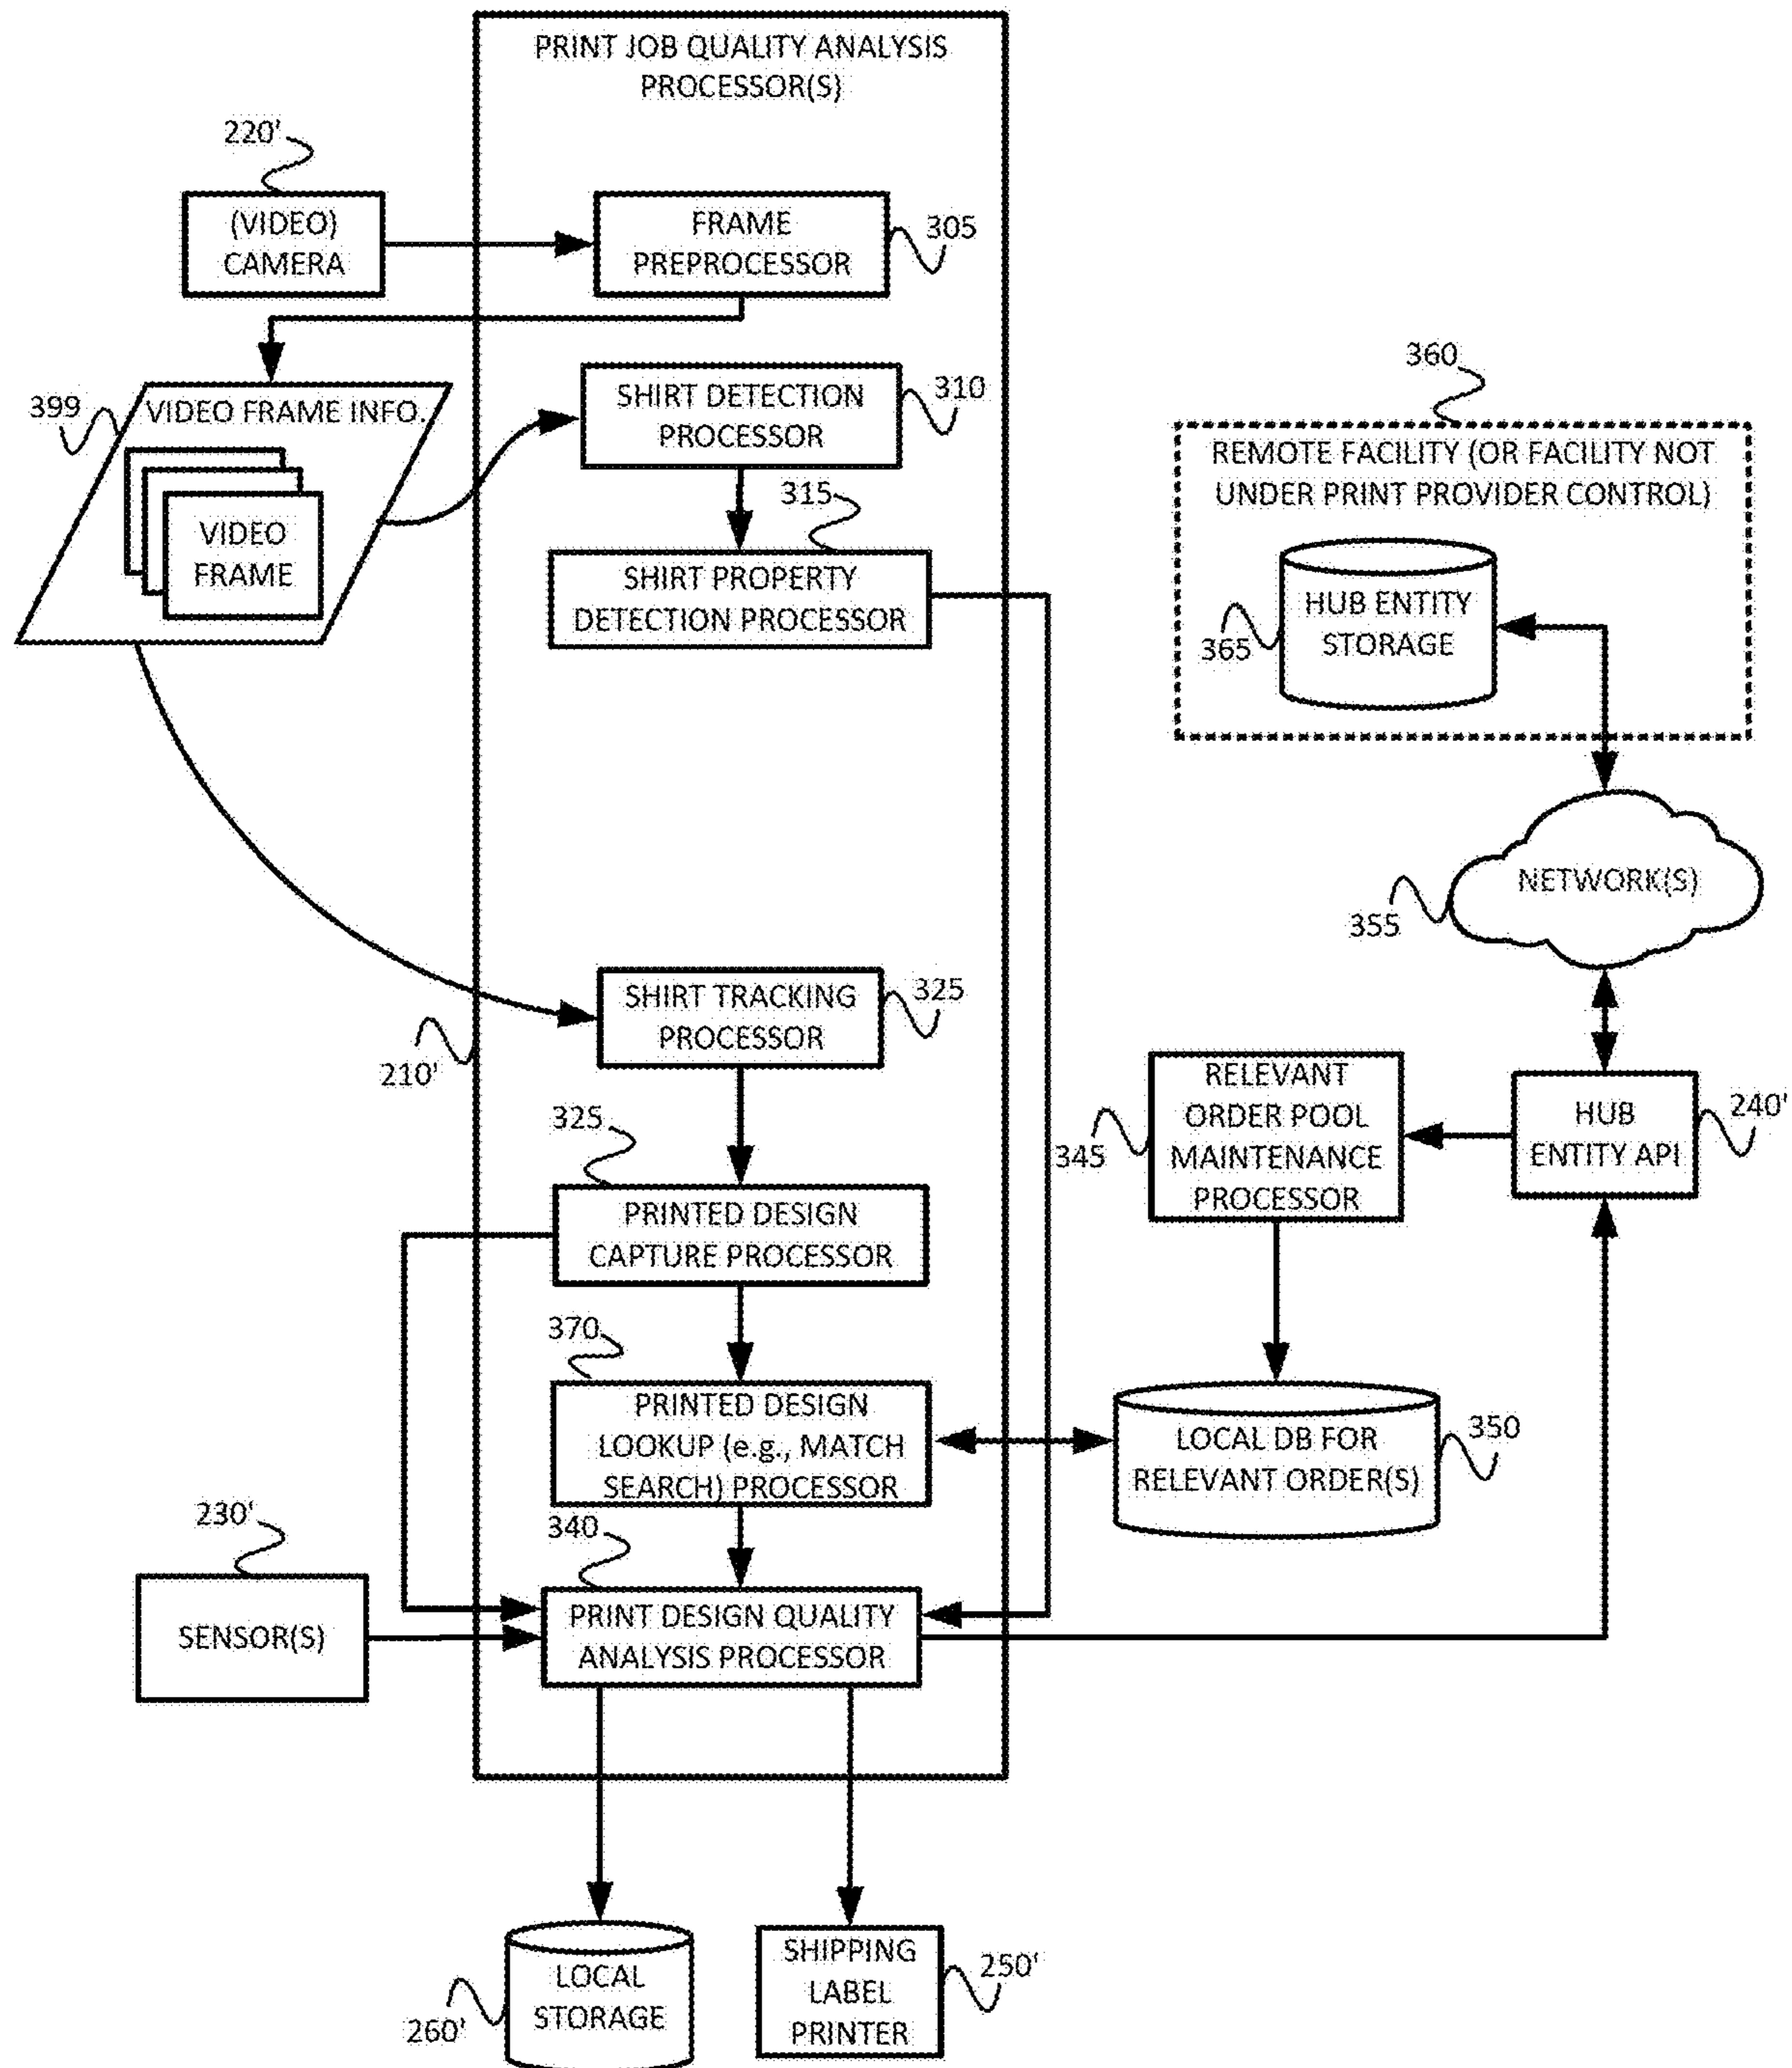 PRINT JOB QUALITY ANALYSIS
PROCESSOR(S)
220'
(VIDEO)
CAMERA
FRAME
PREPROCESSOR
305
399
VIDEO FRAME INFO.
VIDEO
FRAME
SHIRT DETECTION
PROCESSOR
310
315
SHIRT PROPERTY
DETECTION PROCESSOR
360
REMOTE FACILITY (OR FACILITY NOT
UNDER PRINT PROVIDER CONTROL)
HUB ENTITY
STORAGE
365
NETWORK(S)
355
SHIRT TRACKING
PROCESSOR
325
210'
325
PRINTED DESIGN
CAPTURE PROCESSOR
RELEVANT
ORDER POOL
MAINTENANCE
PROCESSOR
345
HUB
ENTITY API
240'
370
PRINTED DESIGN
LOOKUP (e.g., MATCH
SEARCH) PROCESSOR
LOCAL DB FOR
RELEVANT ORDER(S)
350
230'
SENSOR(S)
340
PRINT DESIGN QUALITY
ANALYSIS PROCESSOR
LOCAL
STORAGE
260'
SHIPPING
LABEL
PRINTER
250'